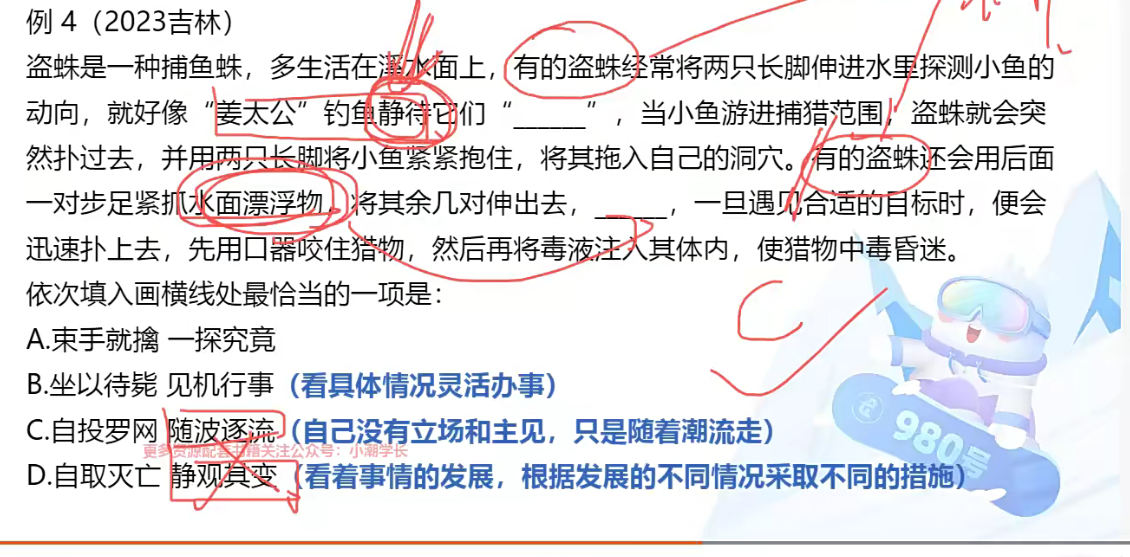 例 4（2023吉林）
盗蛛是一种捕鱼蛛，多生活在溪水面上，有的盗蛛经常将两只长脚伸进水里探测小鱼的
动向，就好像“姜太公”钓鱼静待它们“______”，当小鱼游进捕猎范围，盗蛛就会突
然扑过去，并用两只长脚将小鱼紧紧抱住，将其拖入自己的洞穴。有的盗蛛还会用后面
一对步足紧抓水面漂浮物，将其余几对伸出去，______，一旦遇见合适的目标时，便会
迅速扑上去，先用口器咬住猎物，然后再将毒液注入其体内，使猎物中毒昏迷。
依次填入画横线处最恰当的一项是：
A.束手就擒 一探究竟
B.坐以待毙 见机行事（看具体情况灵活办事）
C.自投罗网 随波逐流（自己没有立场和主见，只是随着潮流走）
更多资源配套书籍关注公众号：小潮学长
D.自取灭亡 静观其变（看着事情的发展，根据发展的不同情况采取不同的措施）
980号